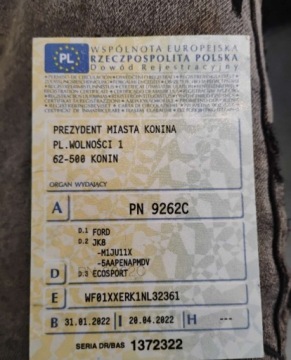 PL
WSPÓLNOTA EUROPEJSKA
RZECZPOSPOLITA POLSKA
Dowód Rejestracyjny
PREZYDENT MIASTA KONINA
PL.WOLNOŚCI 1
62-500 KONIN
ORGAN WYDAJĄCY
A PN 9262C
D.1 FORD
D.2 JK8
-M1JU11X
-5AAPENAPMDV
D D.3 ECOSPORT
E WF01XXERK1NL32361
B 31.01.2022 I 20.04.2022 H ---
SERIA DR/BAS 1372322